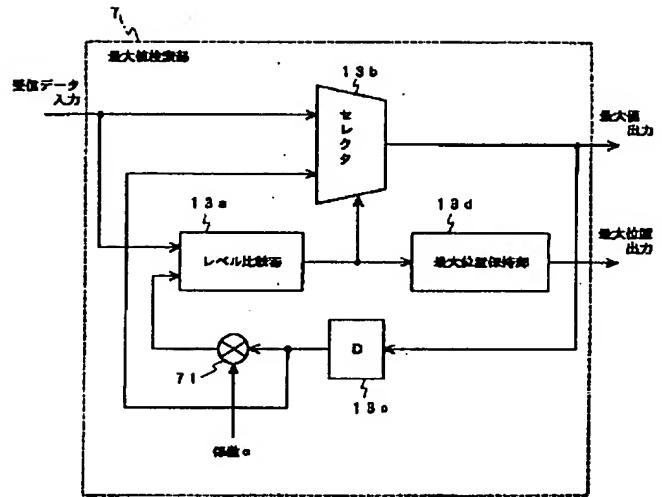 7
最大値検索部
受信データ
入力
13b
セレクタ
最大値
出力
13a
13d
最大位置
出力
レベル比較部
最大位置保持部
71
D
13c
係数α